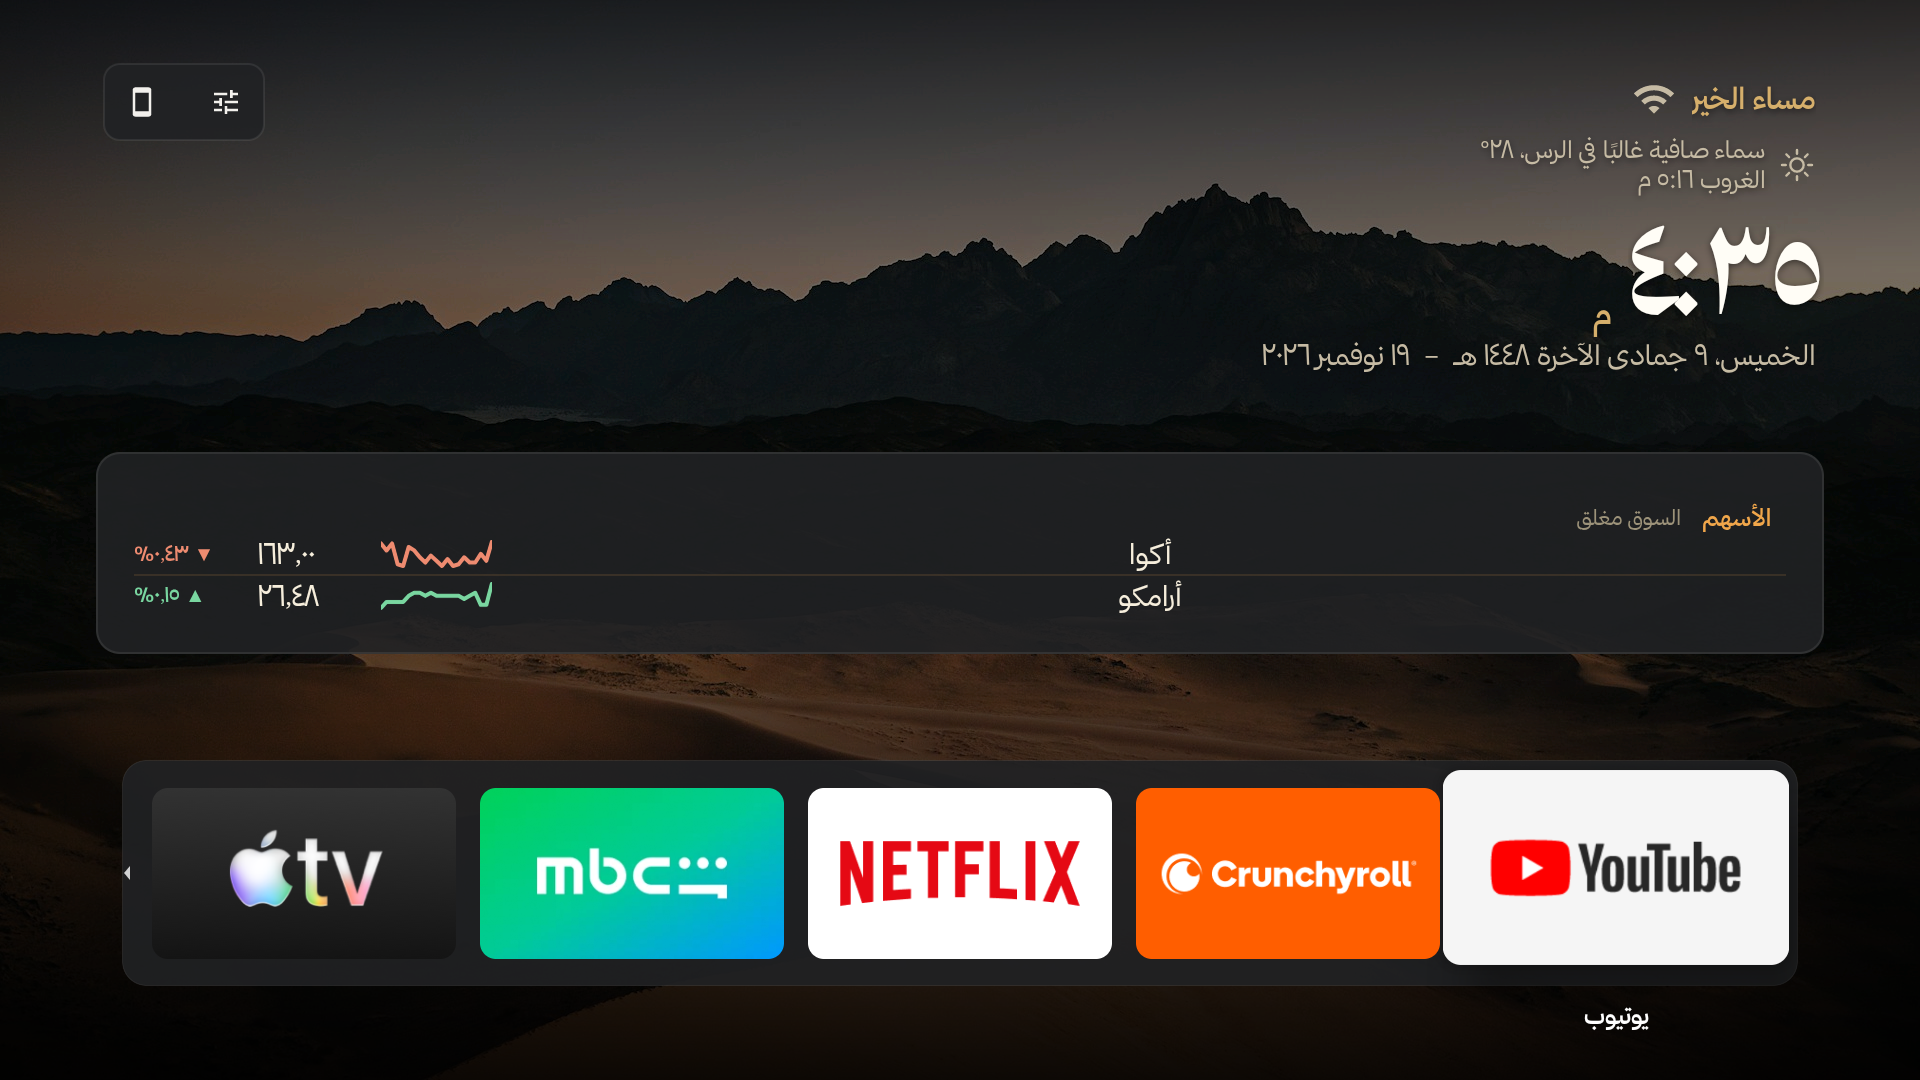 مساء الخير
سماء صافية غالبًا في الرس، ٢٨°
الغروب ٥:١٦ م
٤:٣٥ م
الخميس، ٩ جمادى الآخرة ١٤٤٨ هـ – ١٩ نوفمبر ٢٠٢٦
الأسهم السوق مغلق
أكوا ١٦٣,٠٠ ▼ ٠,٤٣%
أرامكو ٢٦,٤٨ ▲ ٠,١٥%
YouTube
Crunchyroll
NETFLIX
mbc شاهد
tv
يوتيوب